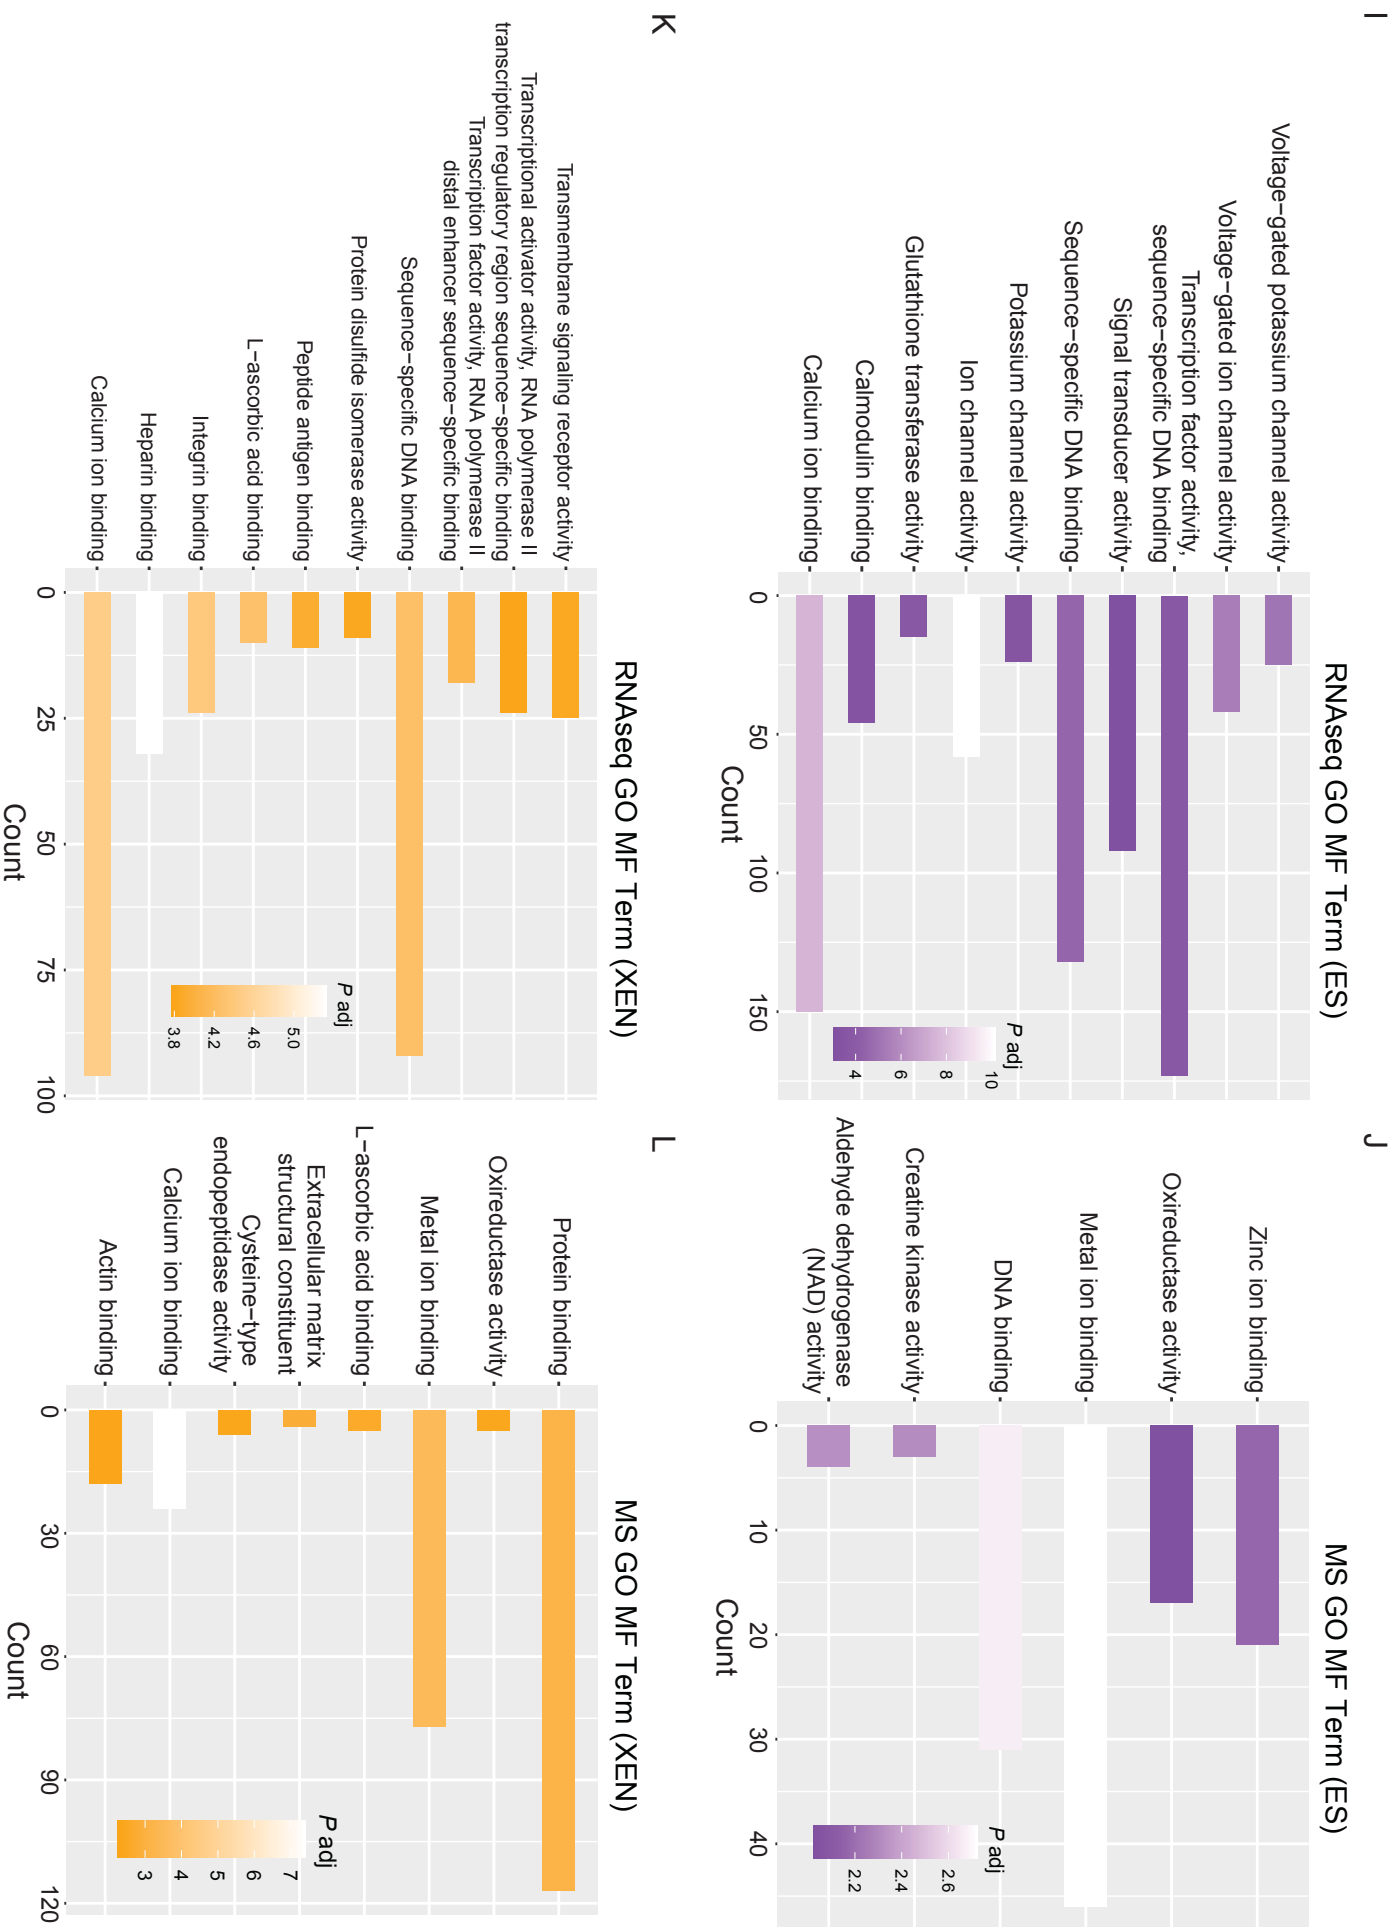 I
RNAseq GO MF Term (ES)
Voltage−gated potassium channel activity
Voltage−gated ion channel activity
Transcription factor activity,
sequence−specific DNA binding
Signal transducer activity
Sequence−specific DNA binding
Potassium channel activity
Ion channel activity
Glutathione transferase activity
Calmodulin binding
Calcium ion binding
0 50 100 150
Count
P adj
4 6 8 10
J
MS GO MF Term (ES)
Zinc ion binding
Oxireductase activity
Metal ion binding
DNA binding
Creatine kinase activity
Aldehyde dehydrogenase
(NAD) activity
0 10 20 30 40
Count
P adj
2.2 2.4 2.6
K
RNAseq GO MF Term (XEN)
Transmembrane signaling receptor activity
Transcriptional activator activity, RNA polymerase II
transcription regulatory region sequence−specific binding
Transcription factor activity, RNA polymerase II
distal enhancer sequence−specific binding
Sequence−specific DNA binding
Protein disulfide isomerase activity
Peptide antigen binding
L−ascorbic acid binding
Integrin binding
Heparin binding
Calcium ion binding
0 25 50 75 100
Count
P adj
3.8 4.2 4.6 5.0
L
MS GO MF Term (XEN)
Protein binding
Oxireductase activity
Metal ion binding
L−ascorbic acid binding
Extracellular matrix
structural constituent
Cysteine−type
endopeptidase activity
Calcium ion binding
Actin binding
0 30 60 90 120
Count
P adj
3 4 5 6 7